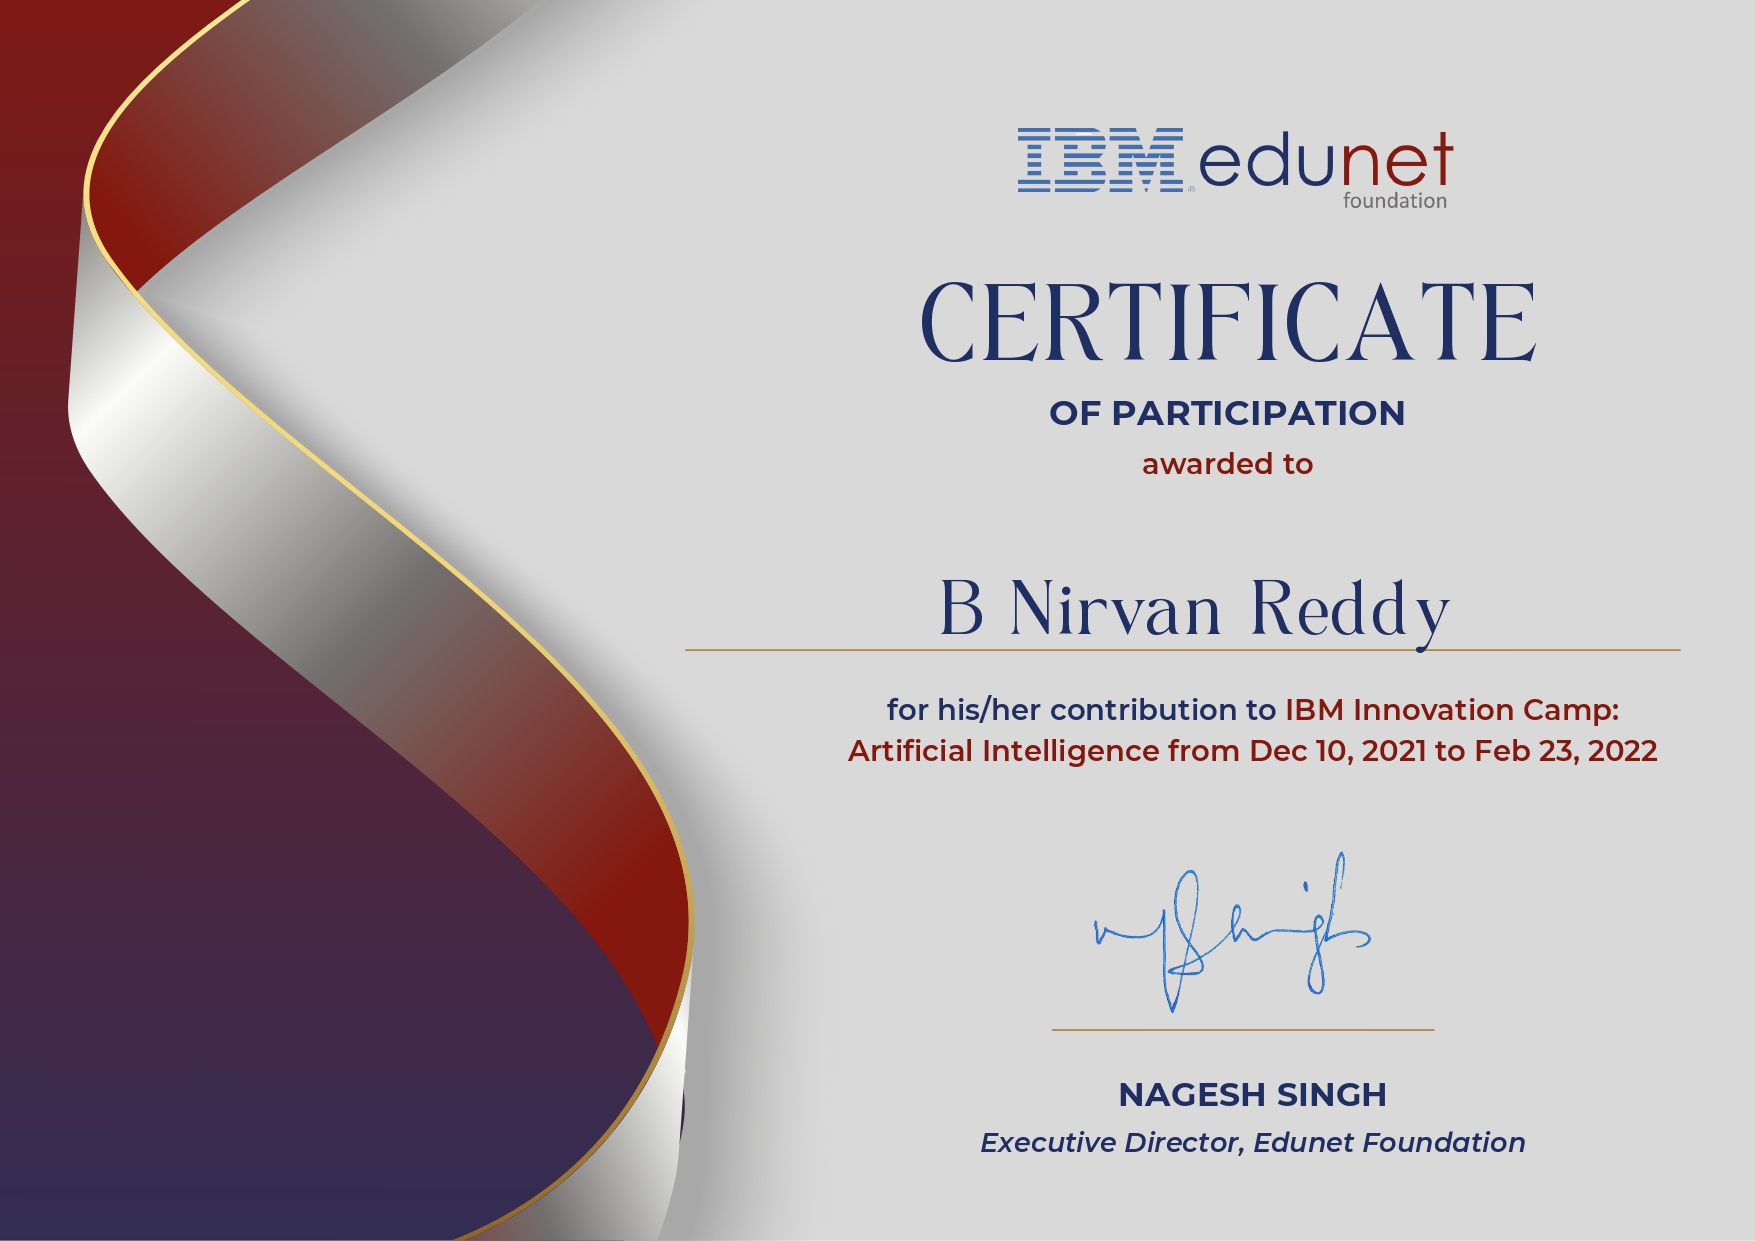 IBM® edunet
foundation
CERTIFICATE
OF PARTICIPATION
awarded to
B Nirvan Reddy
for his/her contribution to IBM Innovation Camp:
Artificial Intelligence from Dec 10, 2021 to Feb 23, 2022
NAGESH SINGH
Executive Director, Edunet Foundation